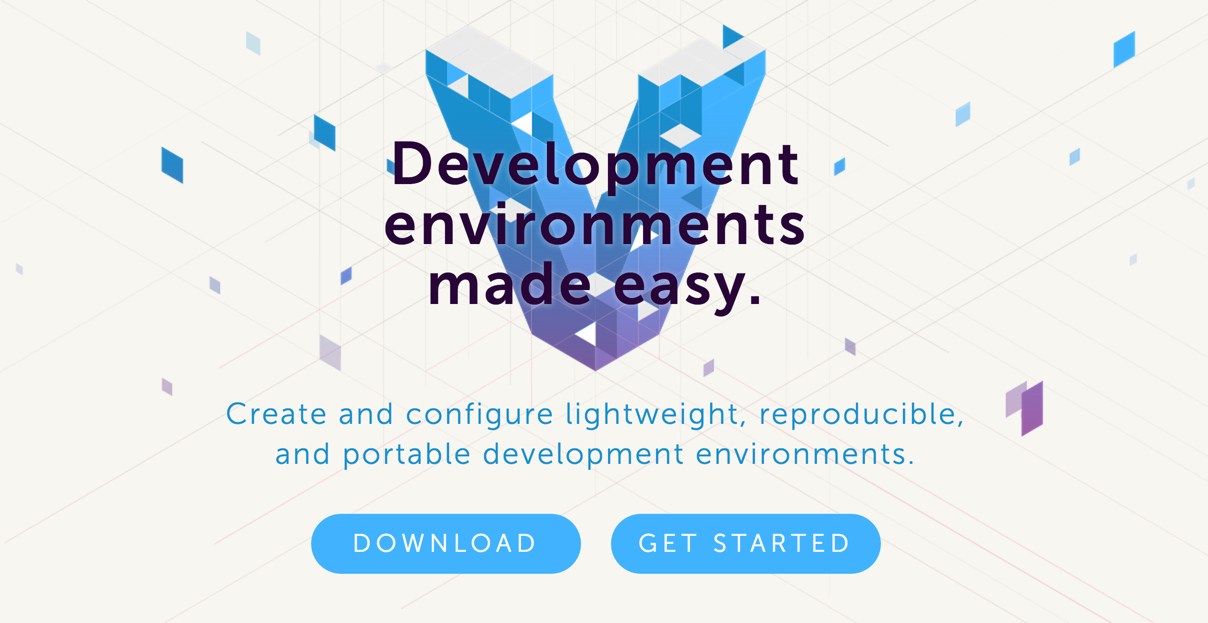 Development
environments
made easy.
Create and configure lightweight, reproducible,
and portable development environments.
DOWNLOAD
GET STARTED